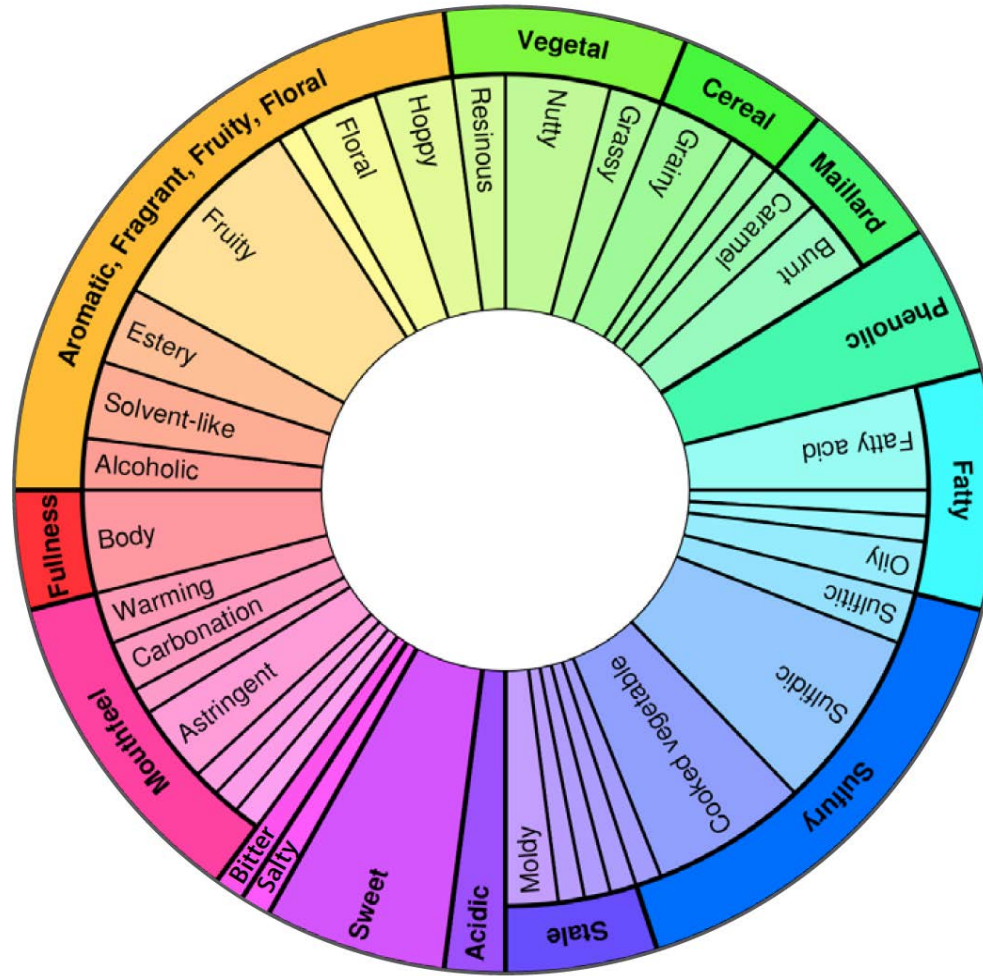 Aromatic, Fragrant, Fruity, Floral
Vegetal
Cereal
Maillard
Phenolic
Fatty
Sulfury
Stale
Acidic
Sweet
Salty
Bitter
Mouthfeel
Fullness
Alcoholic
Solvent-like
Estery
Fruity
Floral
Hoppy
Resinous
Nutty
Grassy
Grainy
Caramel
Burnt
Fatty acid
Oily
Sulfitic
Sulfidic
Cooked vegetable
Moldy
Astringent
Carbonation
Warming
Body